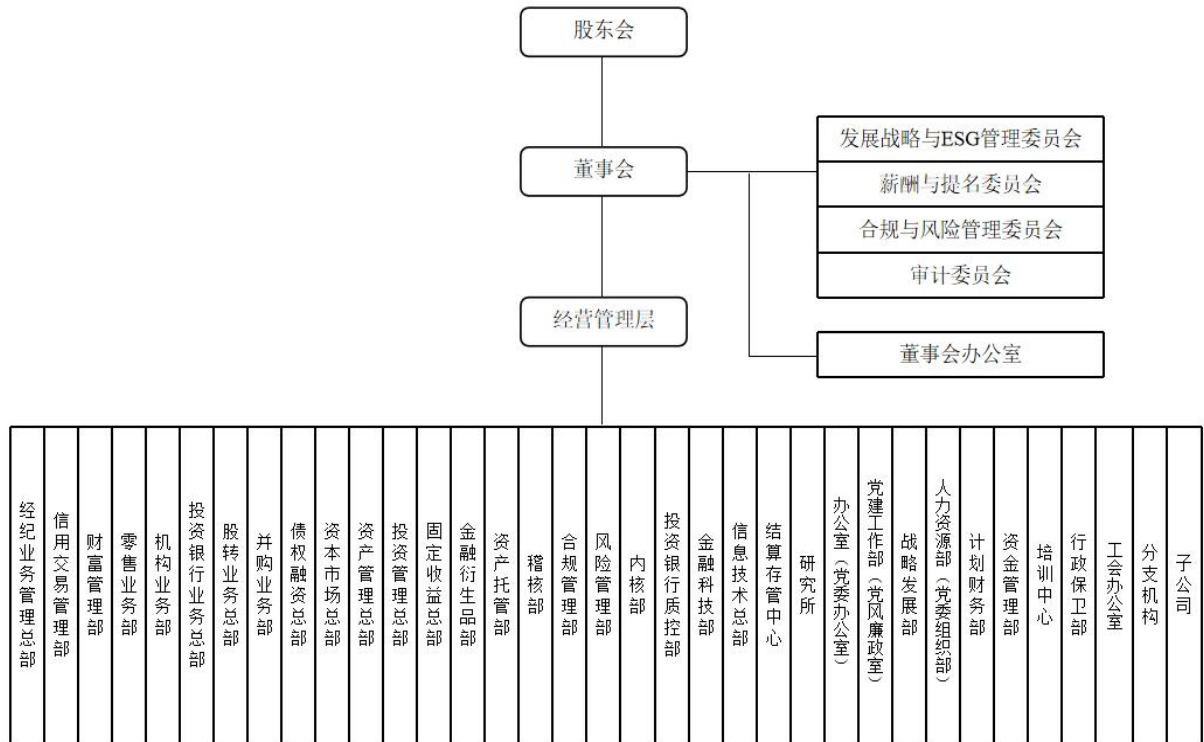 股东会
董事会
发展战略与ESG管理委员会
薪酬与提名委员会
合规与风险管理委员会
审计委员会
经营管理层
董事会办公室
经纪业务管理总部
信用交易管理部
财富管理部
零售业务部
机构业务部
投资银行业务总部
股转业务总部
并购业务部
债权融资总部
资本市场总部
资产管理总部
投资管理总部
固定收益总部
金融衍生品部
资产托管部
稽核部
合规管理部
风险管理部
内核部
投资银行质控部
金融科技部
信息技术总部
结算存管中心
研究所
办公室（党委办公室）
党建工作部（党风廉政室）
战略发展部
人力资源部（党委组织部）
计划财务部
资金管理部
培训中心
行政保卫部
工会办公室
分支机构
子公司